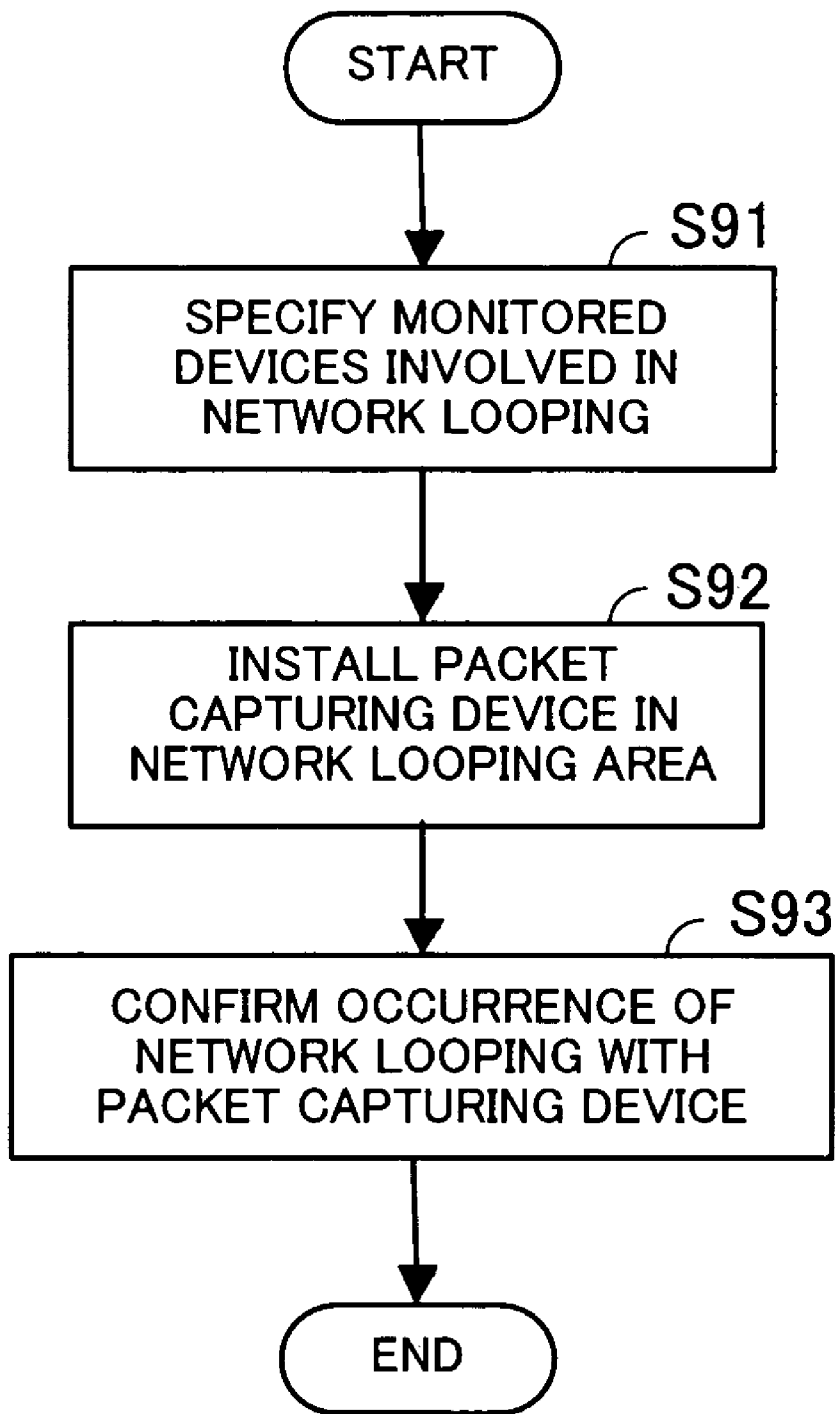 START
S91
SPECIFY MONITORED
DEVICES INVOLVED IN
NETWORK LOOPING
S92
INSTALL PACKET
CAPTURING DEVICE IN
NETWORK LOOPING AREA
S93
CONFIRM OCCURRENCE OF
NETWORK LOOPING WITH
PACKET CAPTURING DEVICE
END